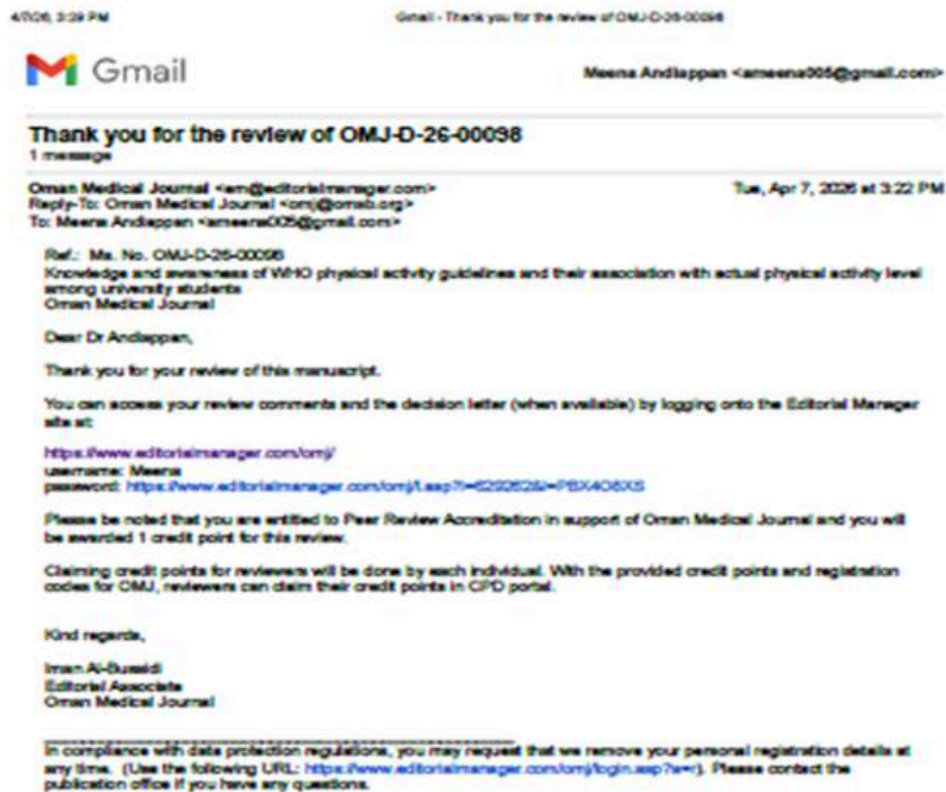 4/7/26, 3:29 PM Gmail - Thank you for the review of OMJ-D-26-00098
Gmail Meena Andiappan <ameena005@gmail.com>
Thank you for the review of OMJ-D-26-00098
1 message
Oman Medical Journal <em@editorialmanager.com> Tue, Apr 7, 2026 at 3:22 PM
Reply-To: Oman Medical Journal <omj@omsb.org>
To: Meena Andiappan <ameena005@gmail.com>
Ref.: Ms. No. OMJ-D-26-00098
Knowledge and awareness of WHO physical activity guidelines and their association with actual physical activity level
among university students
Oman Medical Journal
Dear Dr Andiappan,
Thank you for your review of this manuscript.
You can access your review comments and the decision letter (when available) by logging onto the Editorial Manager
site at:
https://www.editorialmanager.com/omj/
username: Meena
password:
Please be noted that you are entitled to Peer Review Accreditation in support of Oman Medical Journal and you will
be awarded 1 credit point for this review.
Claiming credit points for reviewers will be done by each individual. With the provided credit points and registration
codes for OMJ, reviewers can claim their credit points in CPD portal.
Kind regards,
Iman Al-Busaidi
Editorial Associate
Oman Medical Journal
In compliance with data protection regulations, you may request that we remove your personal registration details at
any time. (Use the following URL: https://www.editorialmanager.com/omj/login.asp?a=r). Please contact the
publication office if you have any questions.